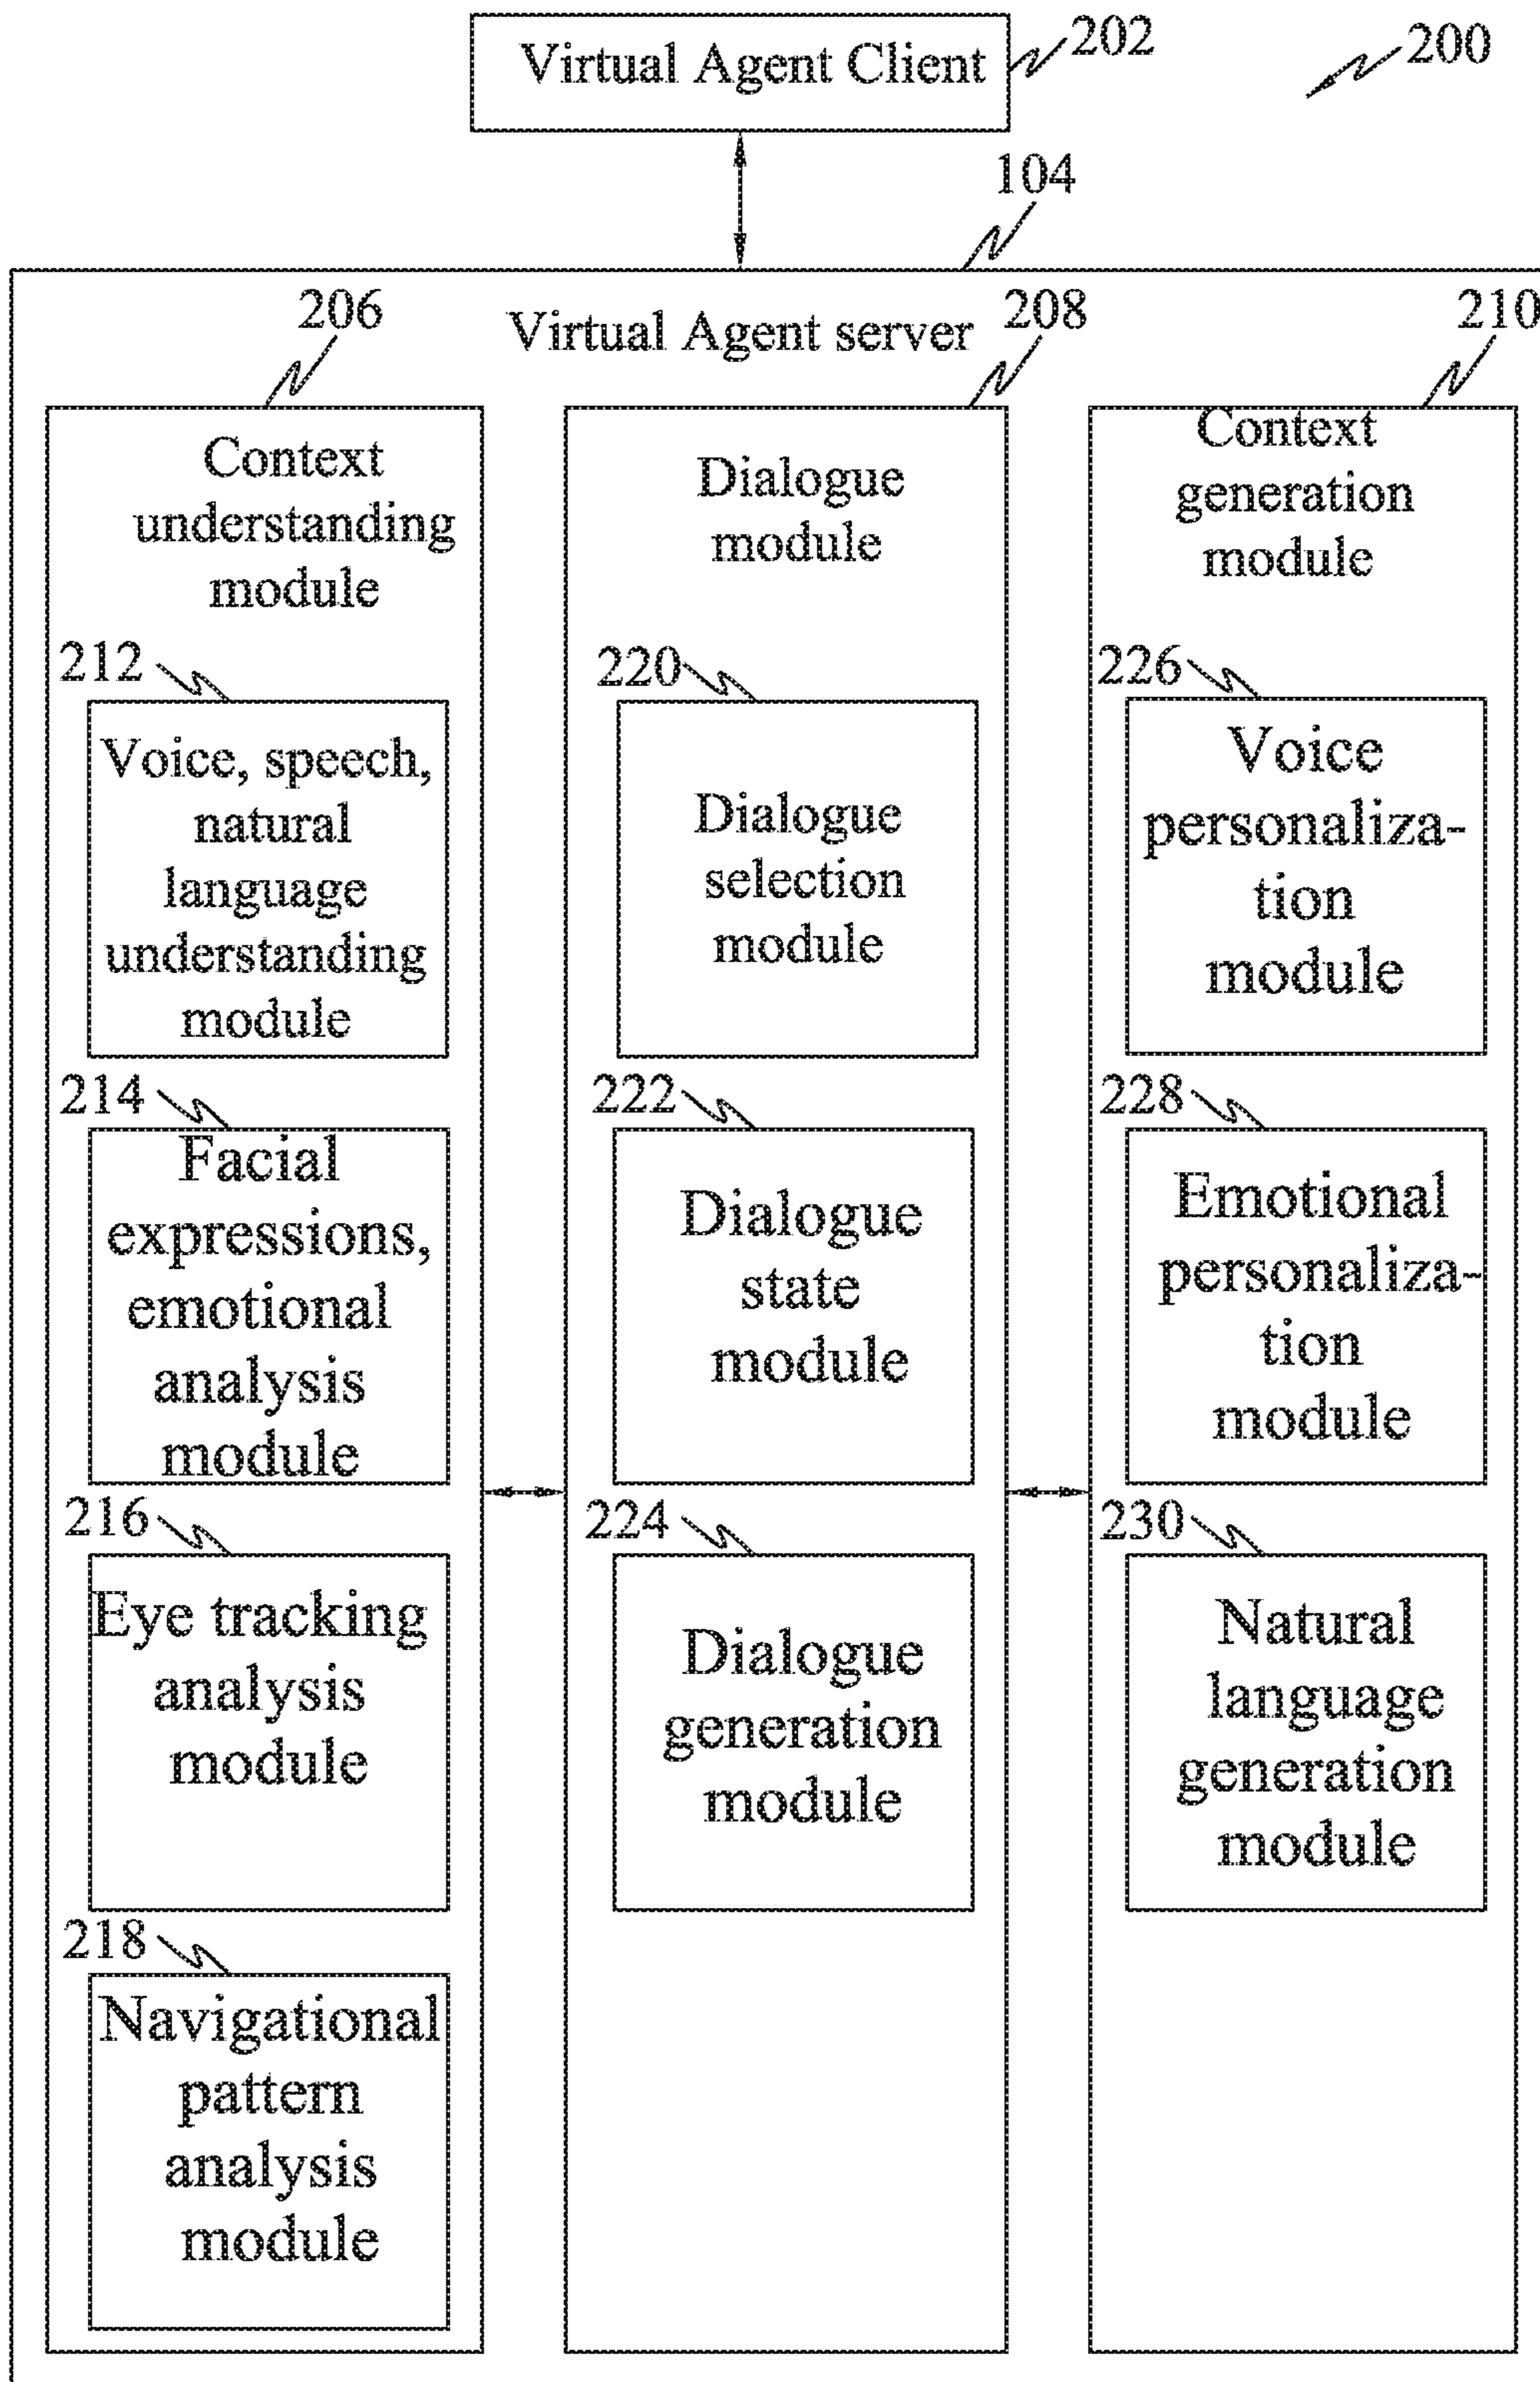 Virtual Agent Client
202
200
104
Virtual Agent server
206
208
210
Context
understanding
module
212
Voice, speech,
natural
language
understanding
module
214
Facial
expressions,
emotional
analysis
module
216
Eye tracking
analysis
module
218
Navigational
pattern
analysis
module
Dialogue
module
220
Dialogue
selection
module
222
Dialogue
state
module
224
Dialogue
generation
module
Context
generation
module
226
Voice
personaliza-
tion
module
228
Emotional
personaliza-
tion
module
230
Natural
language
generation
module